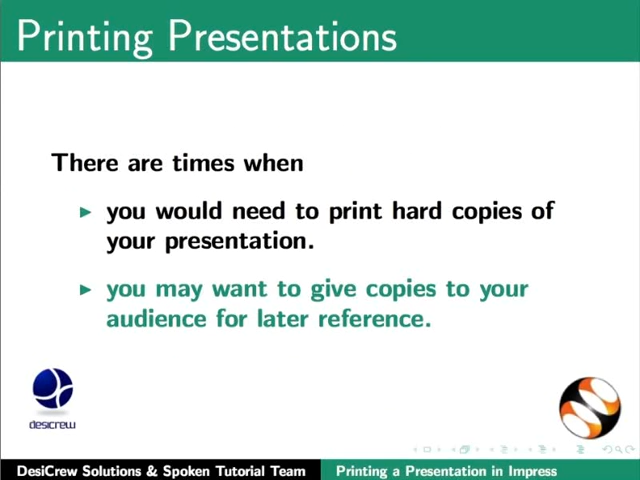 Printing Presentations
There are times when
you would need to print hard copies of
your presentation.
you may want to give copies to your
audience for later reference.
desicrew
DesiCrew Solutions & Spoken Tutorial Team
Printing a Presentation in Impress